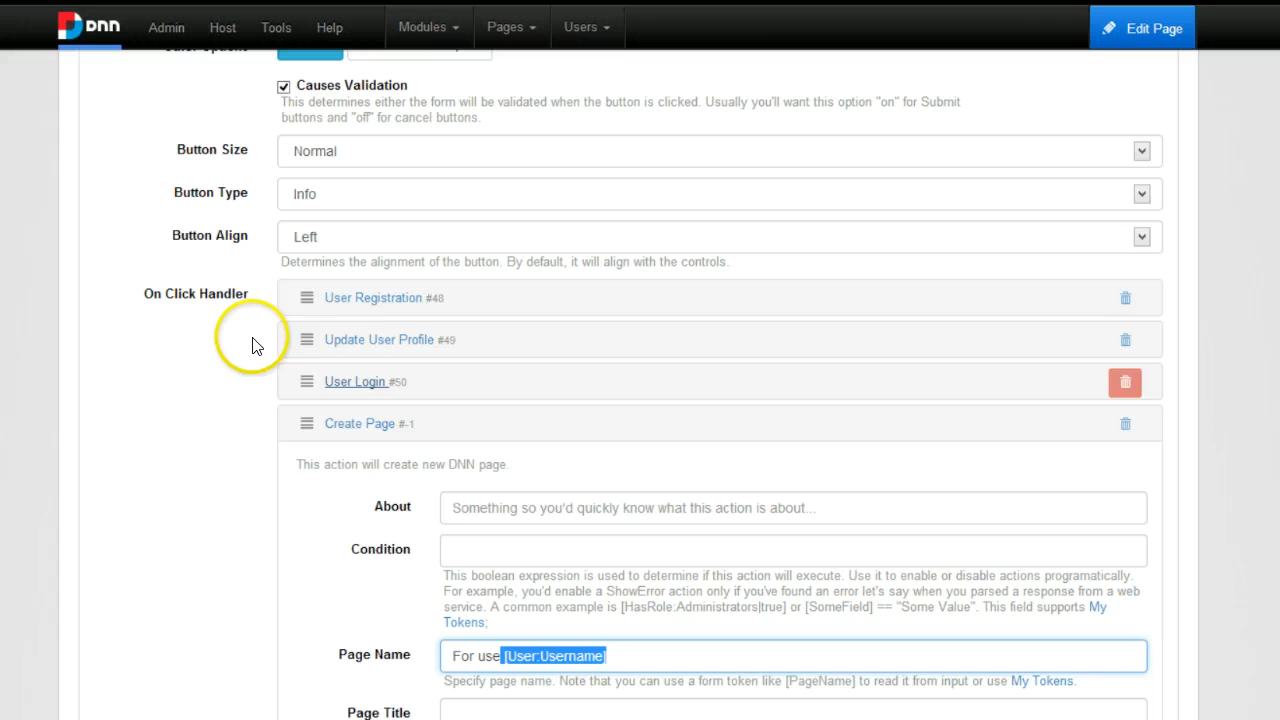 DNN Admin Host Tools Help Modules Pages Users Edit Page
Causes Validation
This determines either the form will be validated when the button is clicked. Usually you'll want this option "on" for Submit
buttons and "off" for cancel buttons.
Button Size Normal
Button Type Info
Button Align Left
Determines the alignment of the button. By default, it will align with the controls.
On Click Handler User Registration #48
Update User Profile #49
User Login #50
Create Page #-1
This action will create new DNN page.
About Something so you'd quickly know what this action is about...
Condition
This boolean expression is used to determine if this action will execute. Use it to enable or disable actions programatically.
For example, you'd enable a ShowError action only if you've found an error let's say when you parsed a response from a web
service. A common example is [HasRole:Administrators|true] or [SomeField] == "Some Value". This field supports My
Tokens;
Page Name For use [User:Username]
Specify page name. Note that you can use a form token like [PageName] to read it from input or use My Tokens.
Page Title